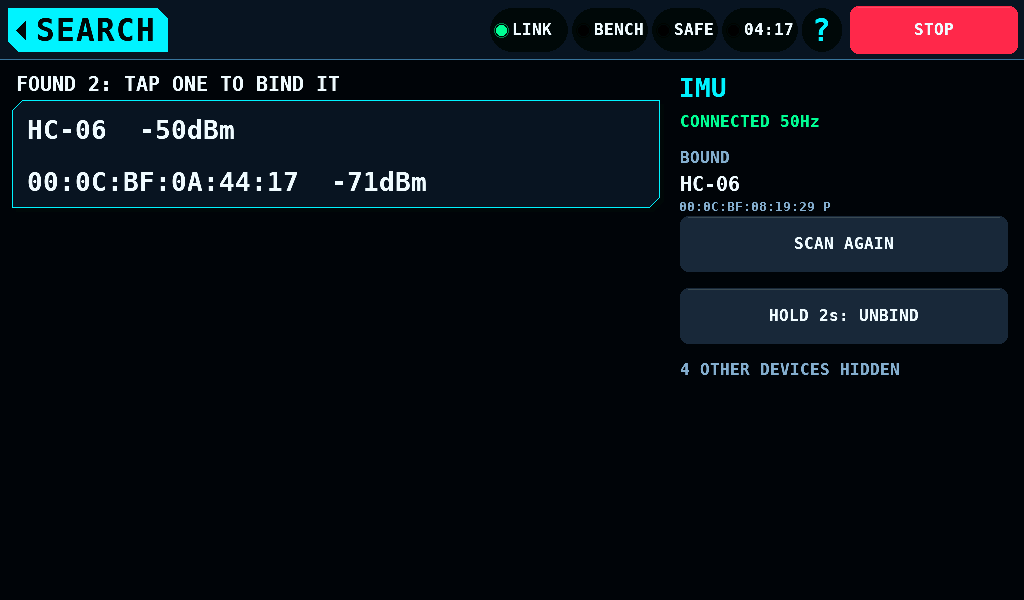 SEARCH
LINK
BENCH
SAFE
04:17
?
STOP
FOUND 2: TAP ONE TO BIND IT
HC-06  -50dBm
00:0C:BF:0A:44:17  -71dBm
IMU
CONNECTED 50Hz
BOUND
HC-06
00:0C:BF:08:19:29 P
SCAN AGAIN
HOLD 2s: UNBIND
4 OTHER DEVICES HIDDEN